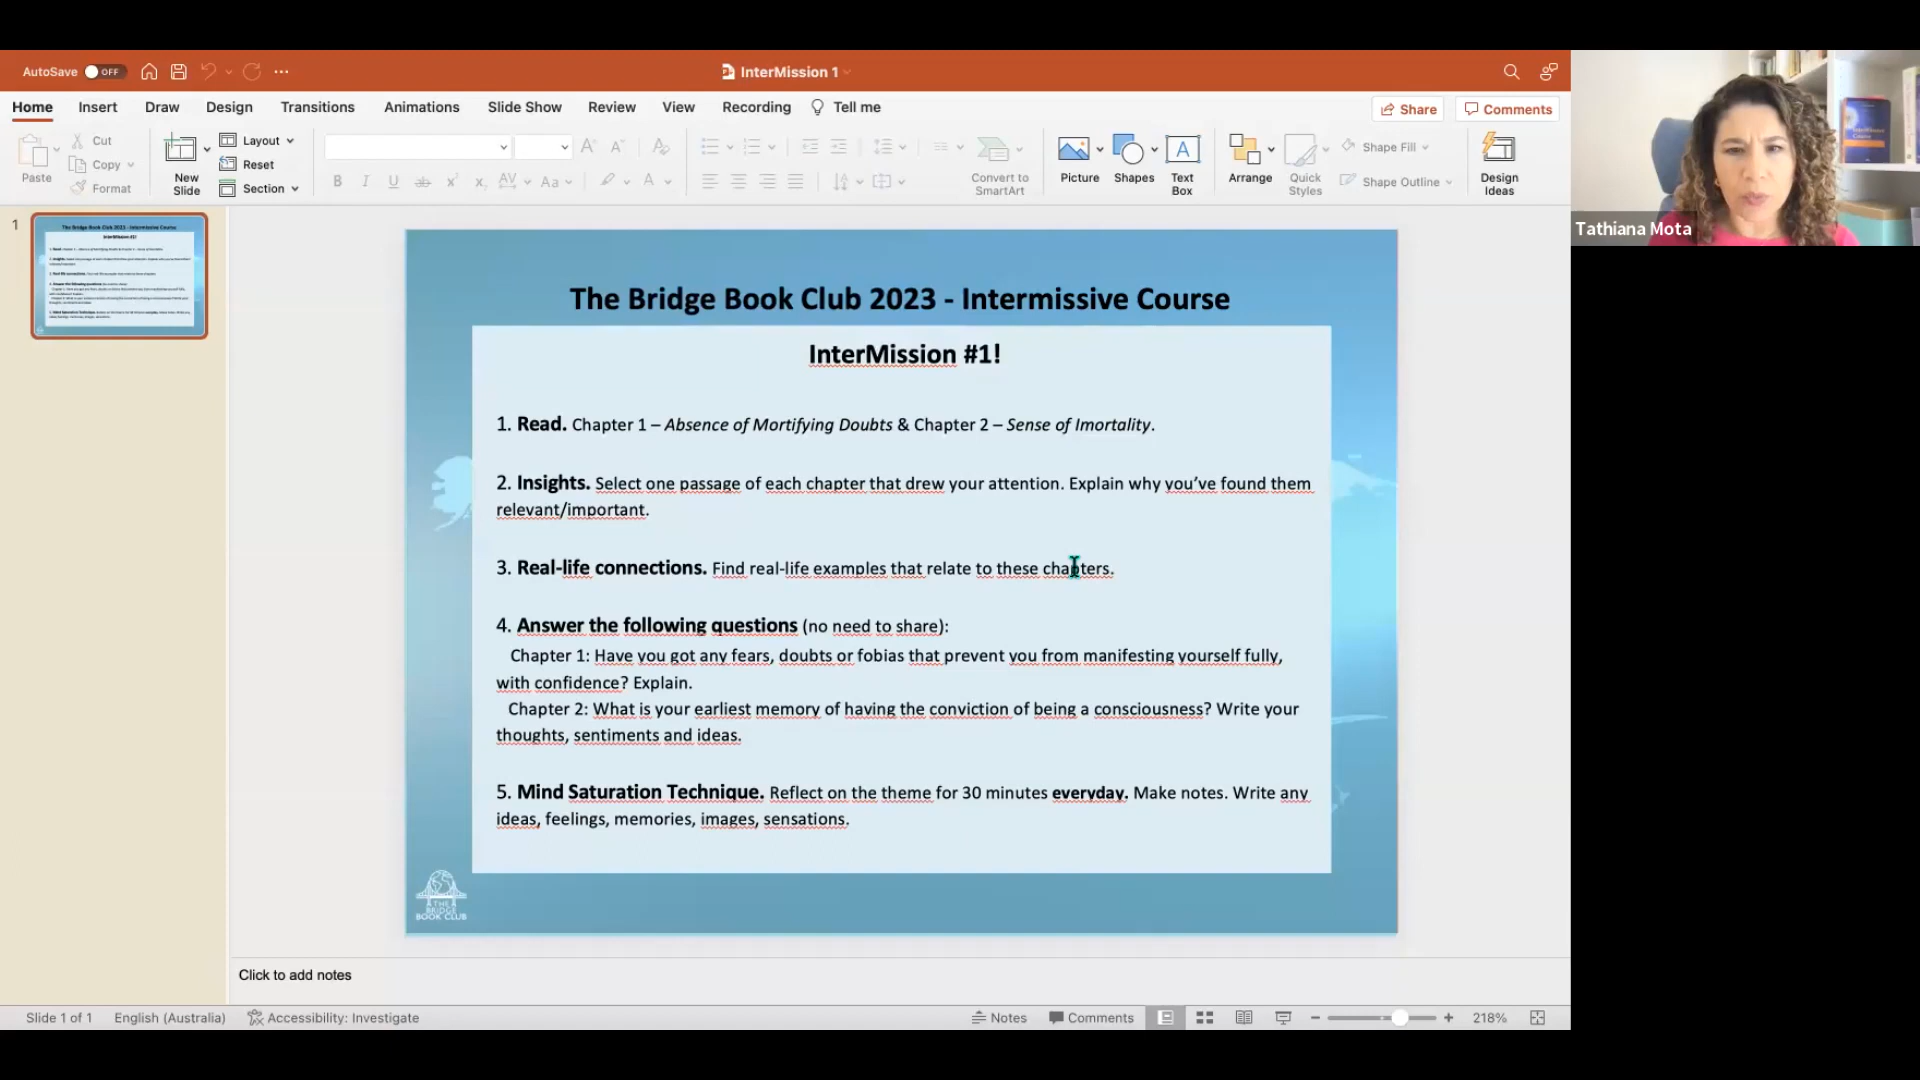 AutoSave OFF
InterMission 1
Home Insert Draw Design Transitions Animations Slide Show Review View Recording Tell me
Share Comments
Paste
Cut
Copy
Format
New Slide
Layout
Reset
Section
Convert to SmartArt
Picture
Shapes
Text Box
Arrange
Quick Styles
Shape Fill
Shape Outline
Design Ideas
Tathiana Mota
1
The Bridge Book Club 2023 - Intermissive Course
InterMission #1!
1. Read. Chapter 1 – Absence of Mortifying Doubts & Chapter 2 – Sense of Imortality.
2. Insights. Select one passage of each chapter that drew your attention. Explain why you’ve found them
relevant/important.
3. Real-life connections. Find real-life examples that relate to these chapters.
4. Answer the following questions (no need to share):
Chapter 1: Have you got any fears, doubts or fobias that prevent you from manifesting yourself fully,
with confidence? Explain.
Chapter 2: What is your earliest memory of having the conviction of being a consciousness? Write your
thoughts, sentiments and ideas.
5. Mind Saturation Technique. Reflect on the theme for 30 minutes everyday. Make notes. Write any
ideas, feelings, memories, images, sensations.
THE
BRIDGE
BOOK CLUB
Click to add notes
Slide 1 of 1 English (Australia) Accessibility: Investigate
Notes Comments 218%